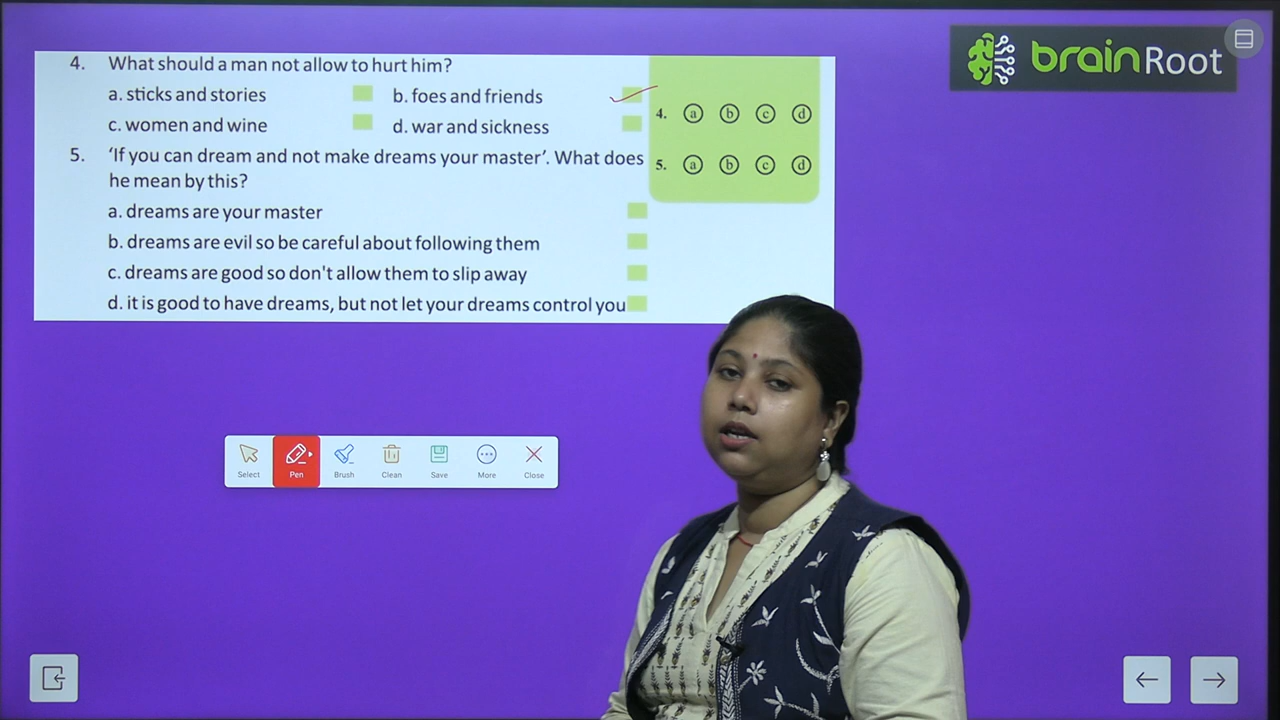 brainRoot
4. What should a man not allow to hurt him?
a. sticks and stories b. foes and friends
c. women and wine d. war and sickness
4. a b c d
5. 'If you can dream and not make dreams your master'. What does
he mean by this?
5. a b c d
a. dreams are your master
b. dreams are evil so be careful about following them
c. dreams are good so don't allow them to slip away
d. it is good to have dreams, but not let your dreams control you
Select Pen Brush Clean Save More Close